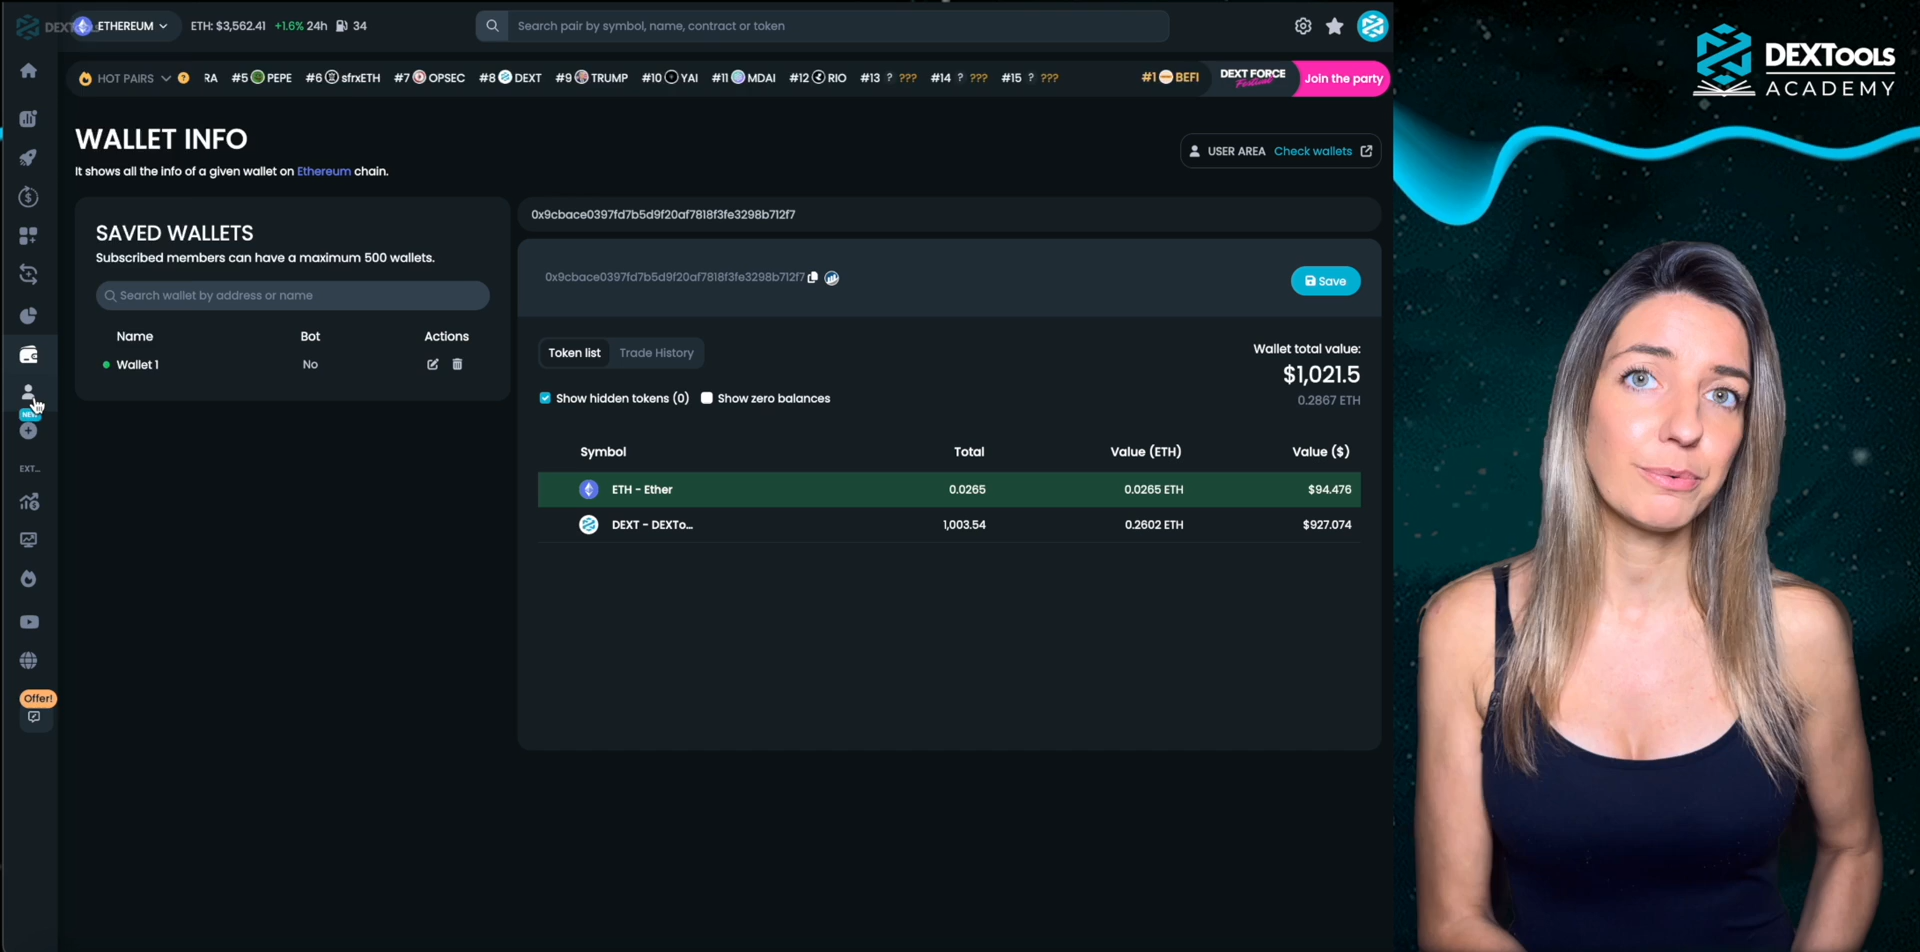 DEXTools
ETHEREUM
ETH: $3,562.41 +1.6% 24h 34
Search pair by symbol, name, contract or token
HOT PAIRS ? RA #5 PEPE #6 sfrxETH #7 OPSEC #8 DEXT #9 TRUMP #10 YAI #11 MDAI #12 RIO #13 ? ??? #14 ? ??? #15 ? ??? #1 BEFI
DEXT FORCE
Festival
Join the party
WALLET INFO
It shows all the info of a given wallet on Ethereum chain.
USER AREA Check wallets
SAVED WALLETS
Subscribed members can have a maximum 500 wallets.
Search wallet by address or name
Name Bot Actions
Wallet 1 No
0x9cbace0397fd7b5d9f20af7818f3fe3298b712f7
0x9cbace0397fd7b5d9f20af7818f3fe3298b712f7
Save
Token list Trade History
Wallet total value:
$1,021.5
0.2867 ETH
Show hidden tokens (0) Show zero balances
Symbol Total Value (ETH) Value ($)
ETH - Ether 0.0265 0.0265 ETH $94.476
DEXT - DEXTo... 1,003.54 0.2602 ETH $927.074
NEW
EXT...
Offer!
DEXTools
ACADEMY